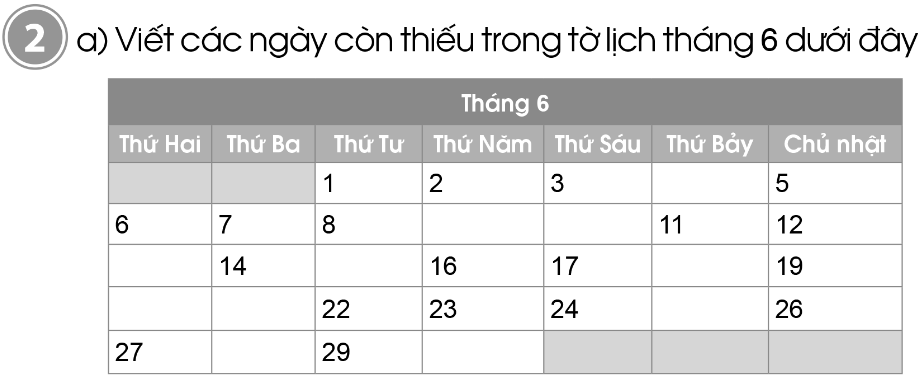 2 a) Viết các ngày còn thiếu trong tờ lịch tháng 6 dưới đây
Tháng 6
Thứ Hai Thứ Ba Thứ Tư Thứ Năm Thứ Sáu Thứ Bảy Chủ nhật
1 2 3 5
6 7 8 11 12
14 16 17 19
22 23 24 26
27 29